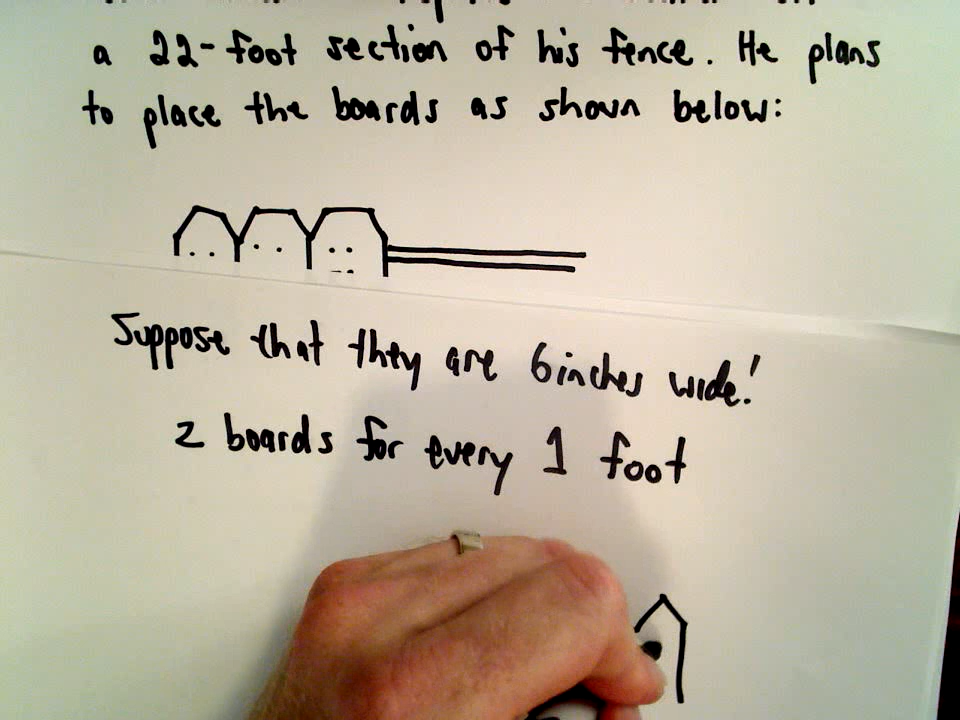 a 22-foot section of his fence. He plans
to place the boards as shown below:
Suppose that they are 6 inches wide!
2 boards for every 1 foot